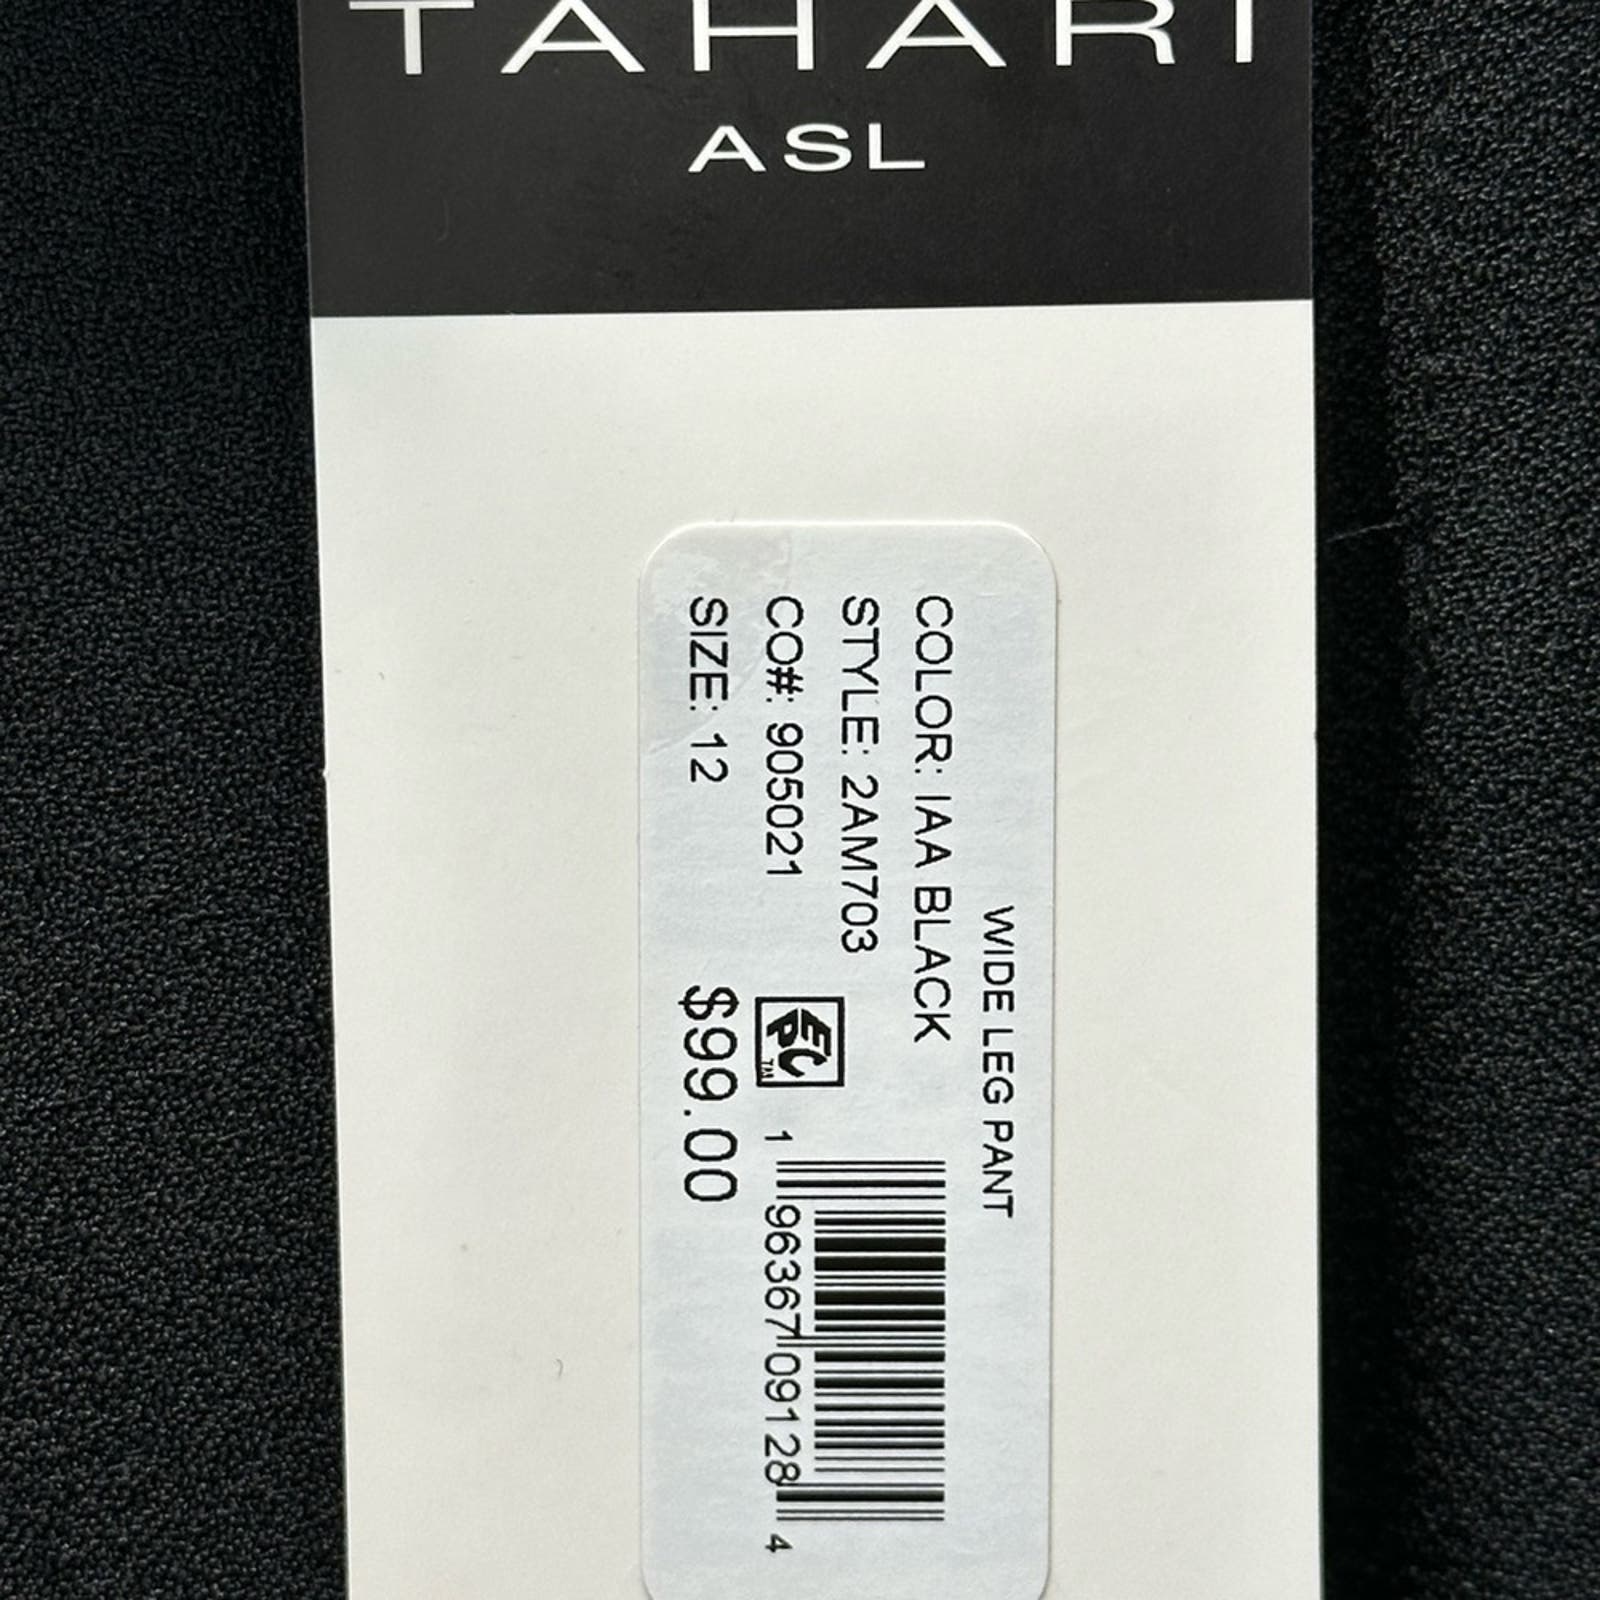 TAHARI
ASL
WIDE LEG PANT
COLOR: IAA BLACK
STYLE: 2AM703
CO#: 905021
SIZE: 12
EPC™
$99.00
1 96367 09128 4